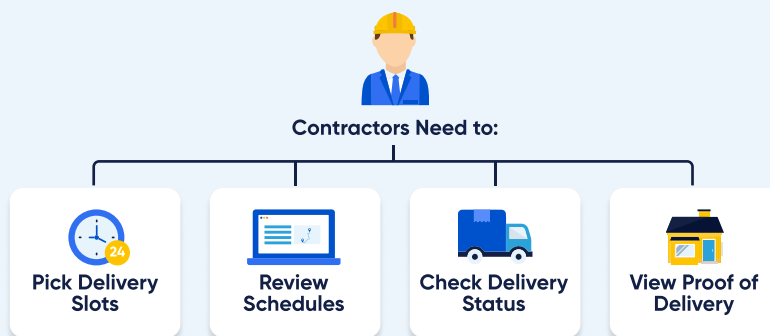 Contractors Need to:
24
Pick Delivery
Slots
Review
Schedules
Check Delivery
Status
View Proof of
Delivery